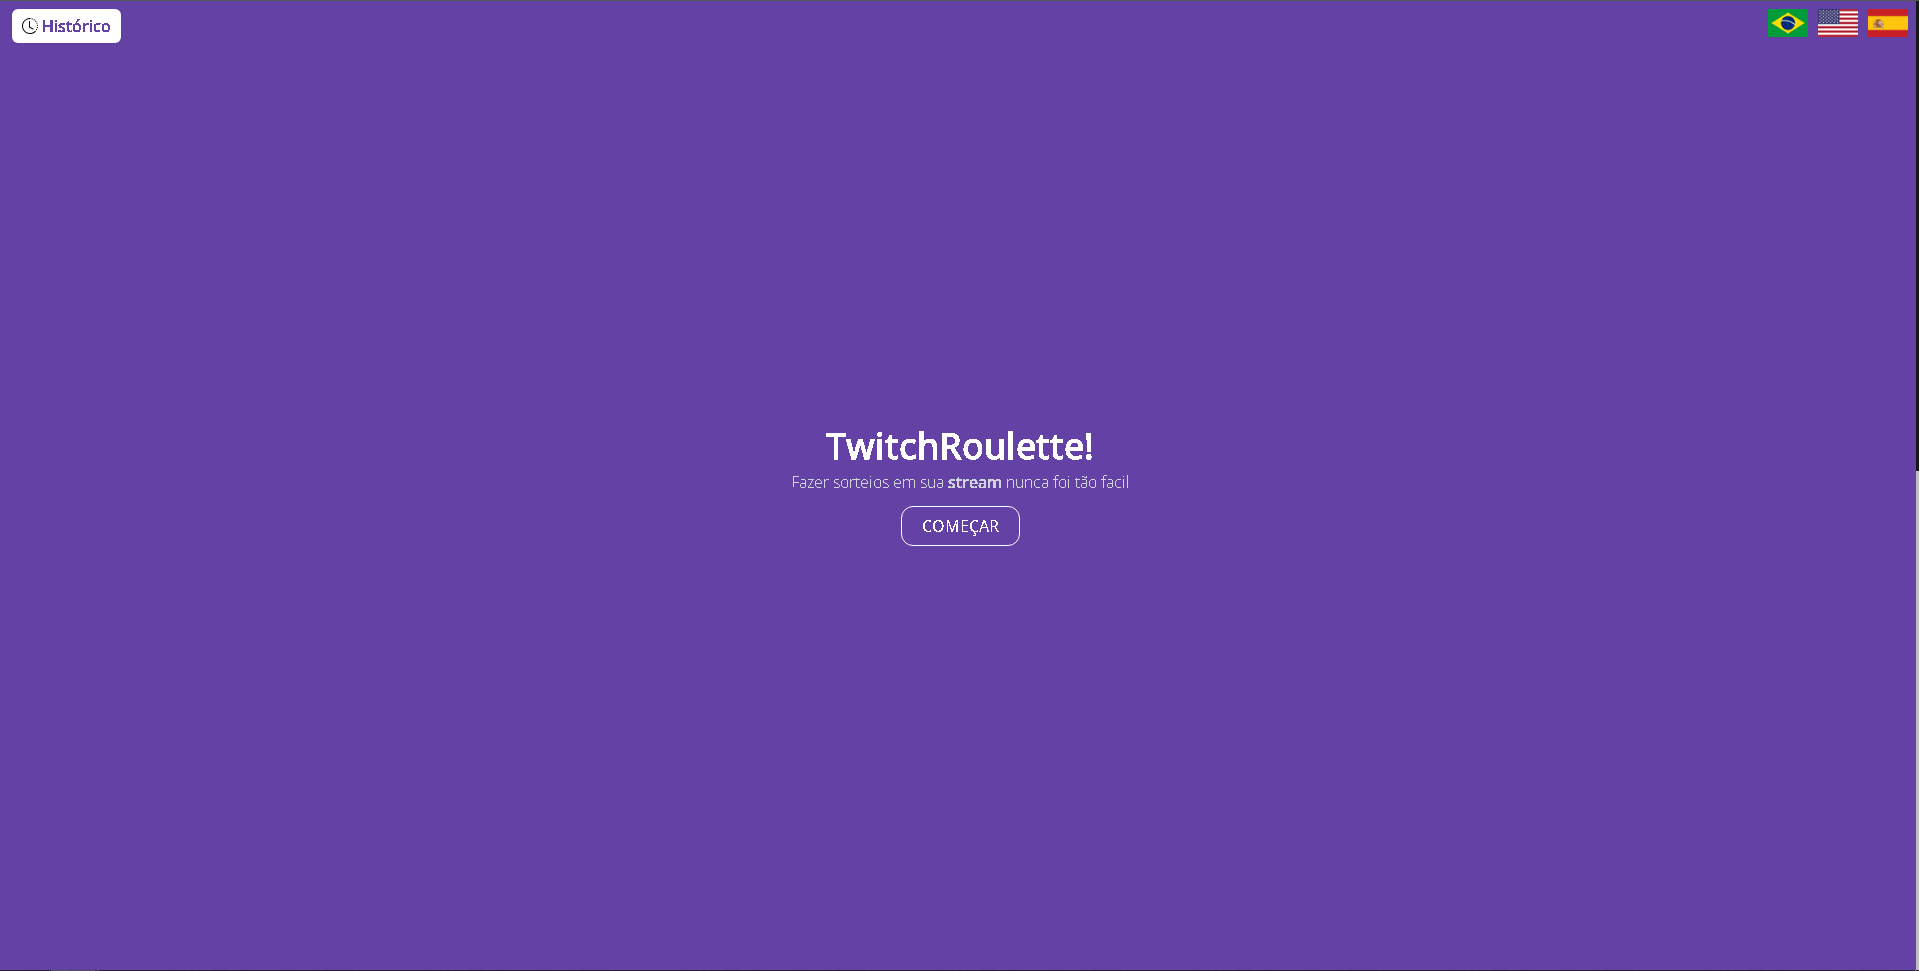 Histórico
TwitchRoulette!
Fazer sorteios em sua stream nunca foi tão facil
COMEÇAR